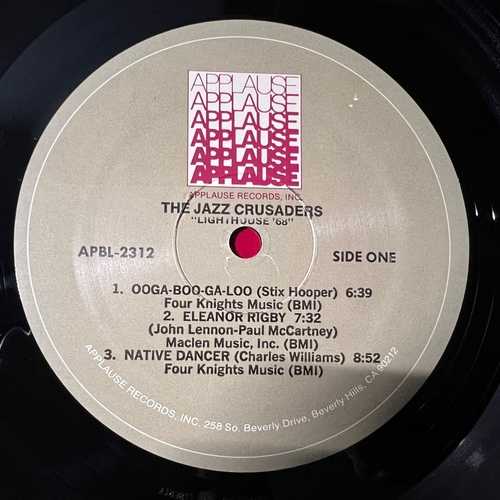 APPLAUSE
APPLAUSE
APPLAUSE
APPLAUSE
APPLAUSE
APPLAUSE
APPLAUSE RECORDS, INC.
THE JAZZ CRUSADERS
"LIGHTHOUSE '68"
APBL-2312
SIDE ONE
1. OOGA-BOO-GA-LOO (Stix Hooper) 6:39
Four Knights Music (BMI)
2. ELEANOR RIGBY 7:32
(John Lennon-Paul McCartney)
Maclen Music, Inc. (BMI)
3. NATIVE DANCER (Charles Williams) 8:52
Four Knights Music (BMI)
APPLAUSE RECORDS, INC. 258 So. Beverly Drive, Beverly Hills, CA 90212